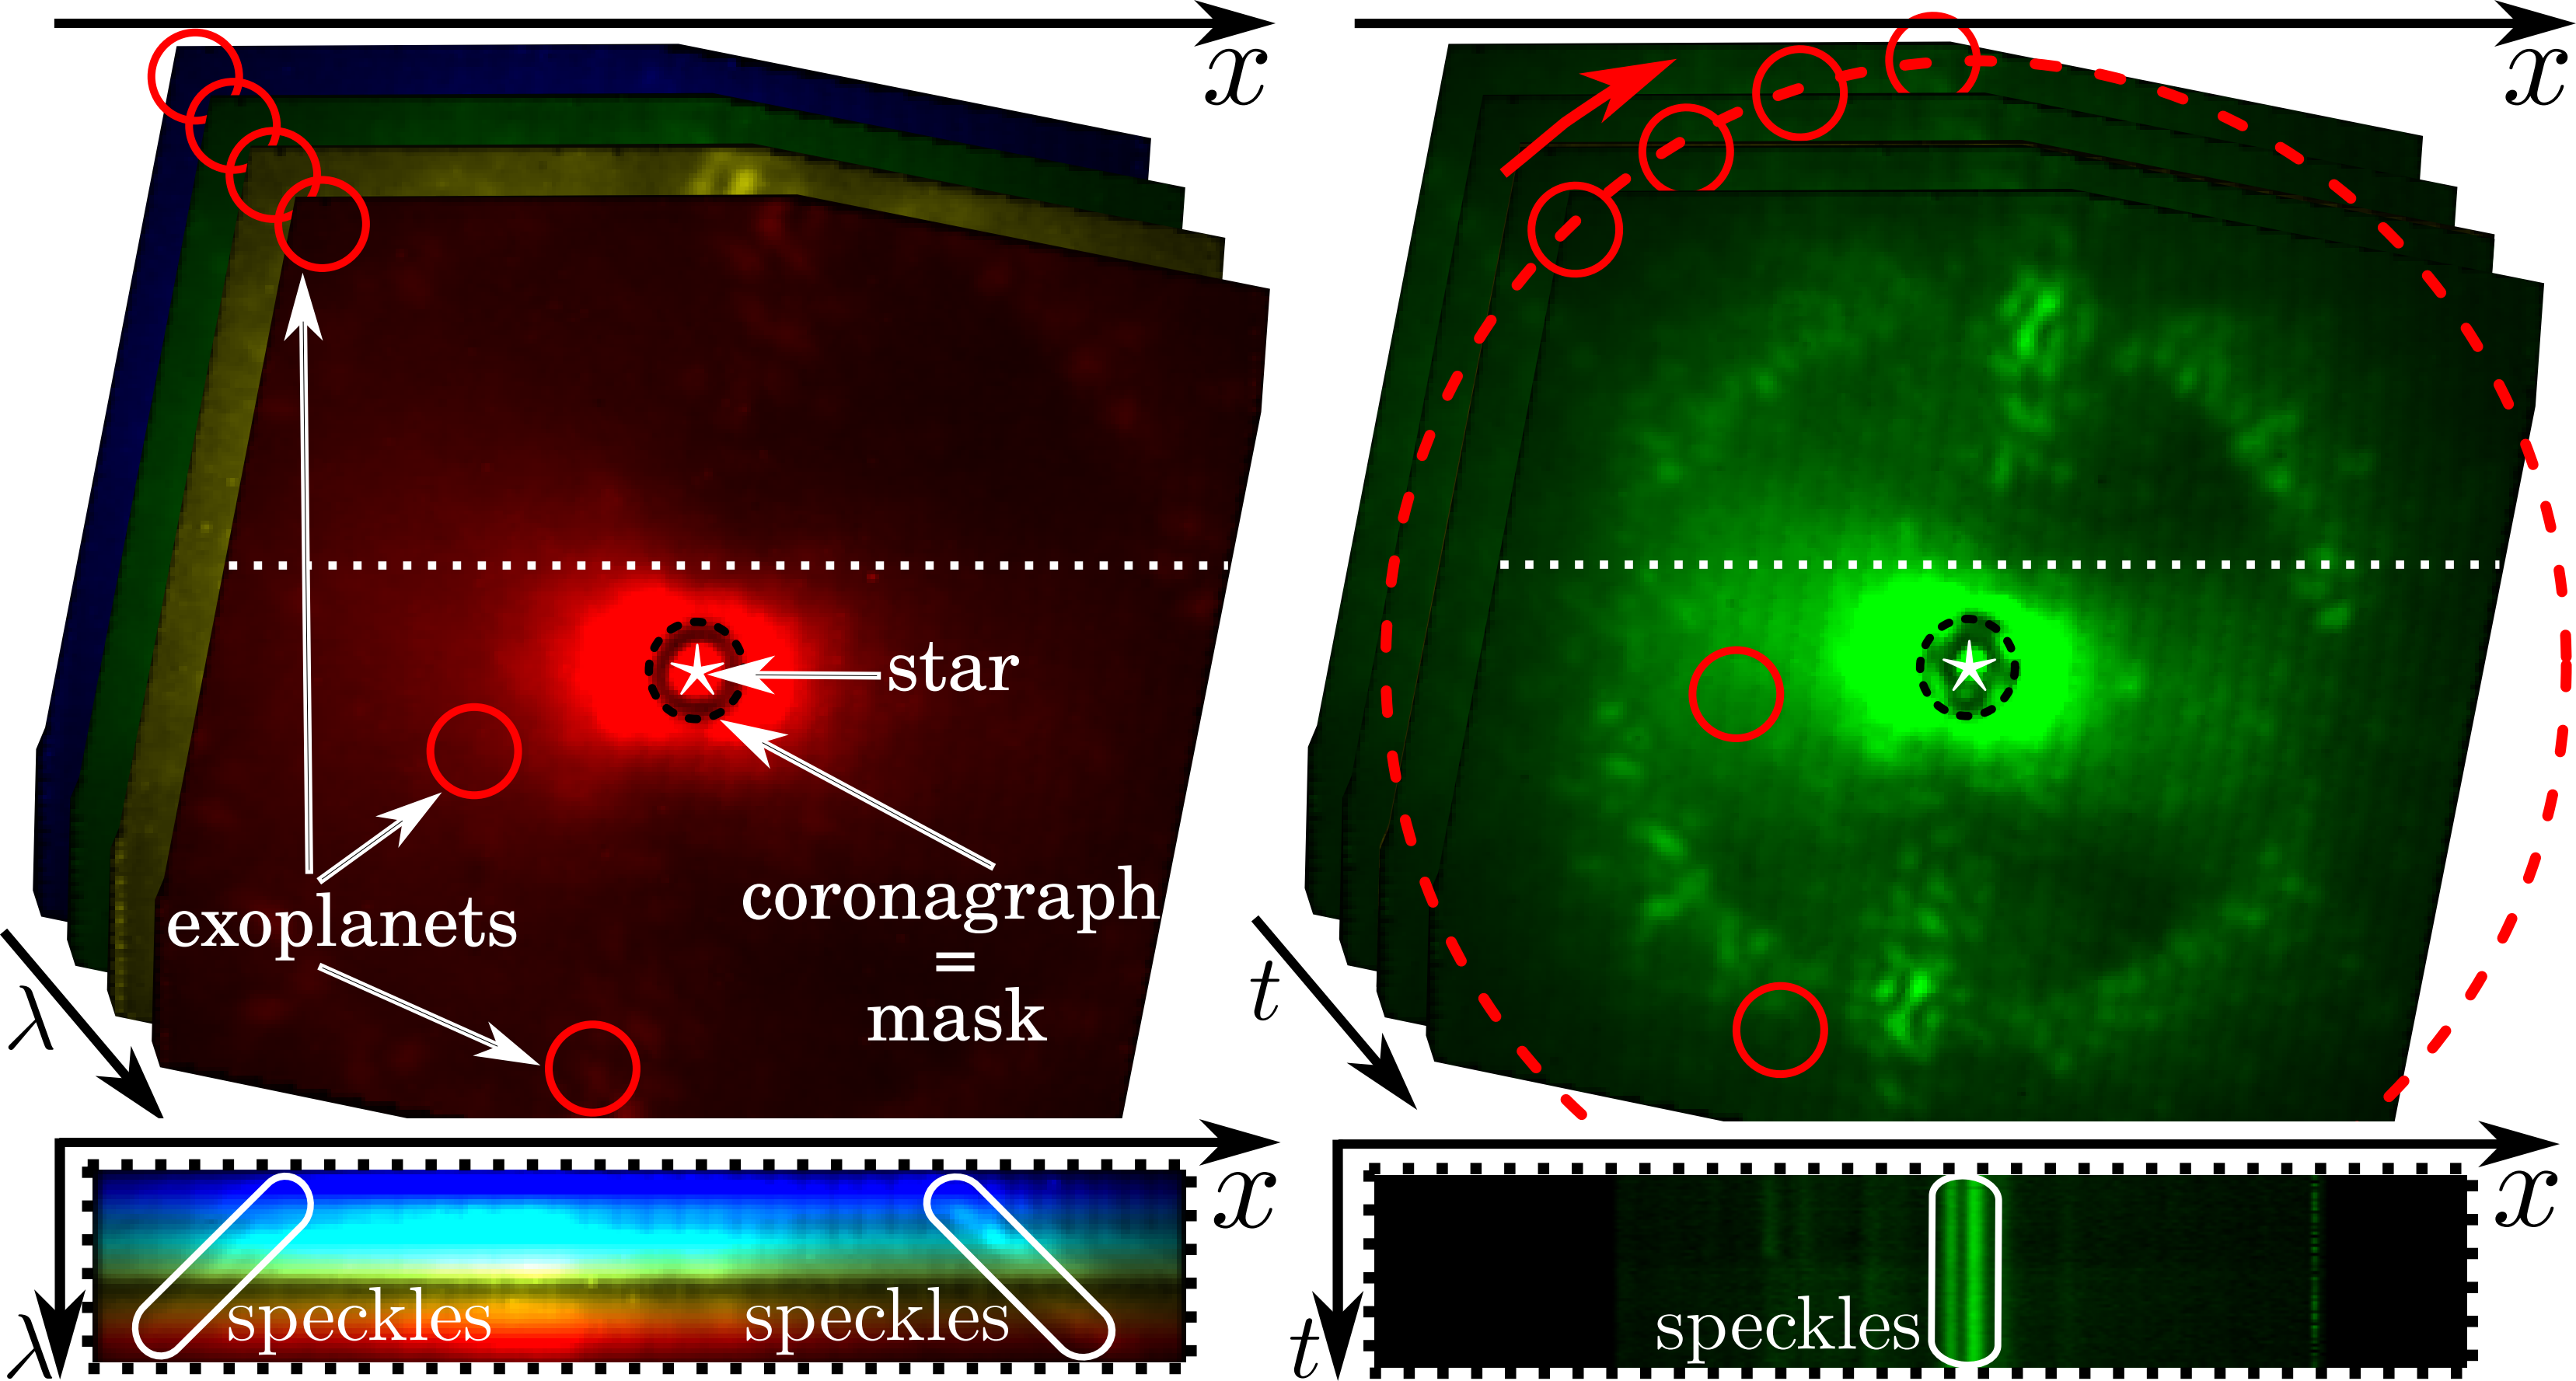 x
x
star
coronagraph
=
mask
exoplanets
λ
t
x
λ
speckles
speckles
x
t
speckles